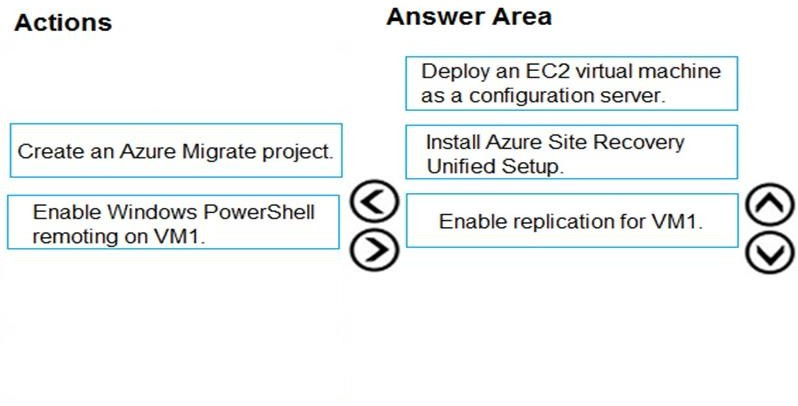 Actions
Create an Azure Migrate project.
Enable Windows PowerShell
remoting on VM1.
Answer Area
Deploy an EC2 virtual machine
as a configuration server.
Install Azure Site Recovery
Unified Setup.
Enable replication for VM1.